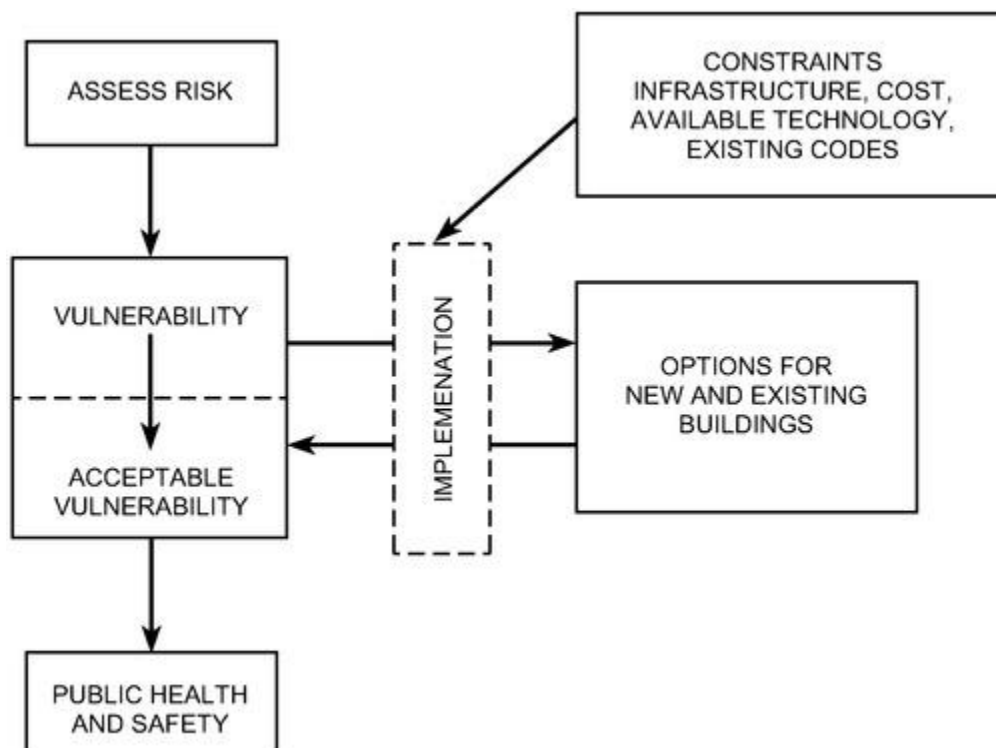 ASSESS RISK
CONSTRAINTS
INFRASTRUCTURE, COST,
AVAILABLE TECHNOLOGY,
EXISTING CODES
VULNERABILITY
IMPLEMENATION
OPTIONS FOR
NEW AND EXISTING
BUILDINGS
ACCEPTABLE
VULNERABILITY
PUBLIC HEALTH
AND SAFETY